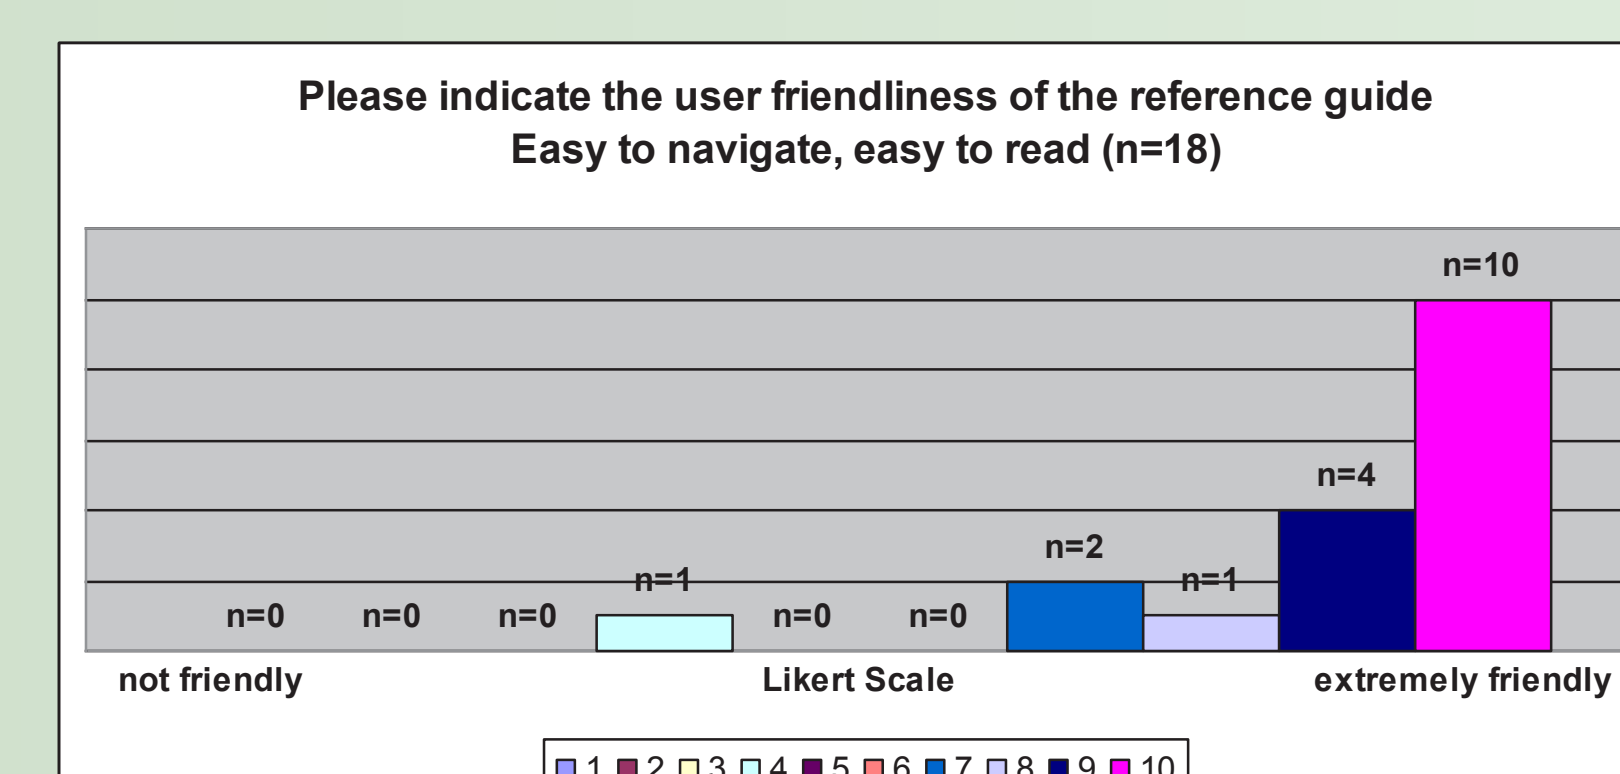 Please indicate the user friendliness of the reference guide
Easy to navigate, easy to read (n=18)
n=10
n=4
n=2
n=1
n=1
n=0
n=0
n=0
n=0
n=0
not friendly
Likert Scale
extremely friendly
1 2 3 4 5 6 7 8 9 10